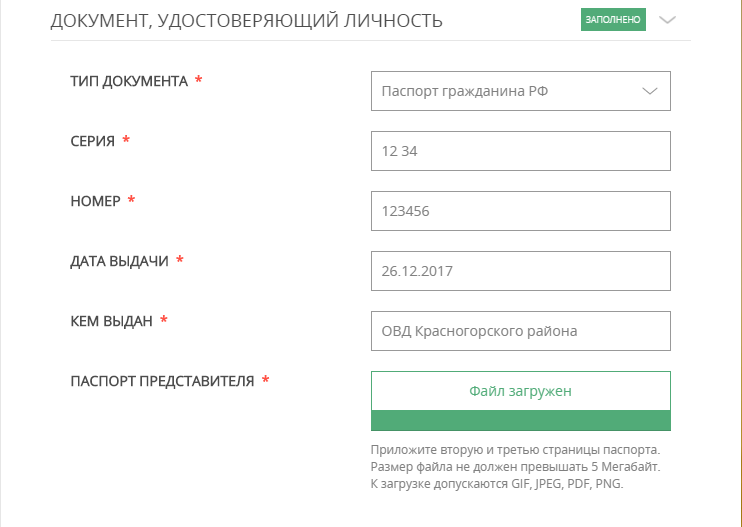 ДОКУМЕНТ, УДОСТОВЕРЯЮЩИЙ ЛИЧНОСТЬ ЗАПОЛНЕНО
ТИП ДОКУМЕНТА * Паспорт гражданина РФ
СЕРИЯ * 12 34
НОМЕР * 123456
ДАТА ВЫДАЧИ * 26.12.2017
КЕМ ВЫДАН * ОВД Красногорского района
ПАСПОРТ ПРЕДСТАВИТЕЛЯ * Файл загружен
Приложите вторую и третью страницы паспорта.
Размер файла не должен превышать 5 Мегабайт.
К загрузке допускаются GIF, JPEG, PDF, PNG.